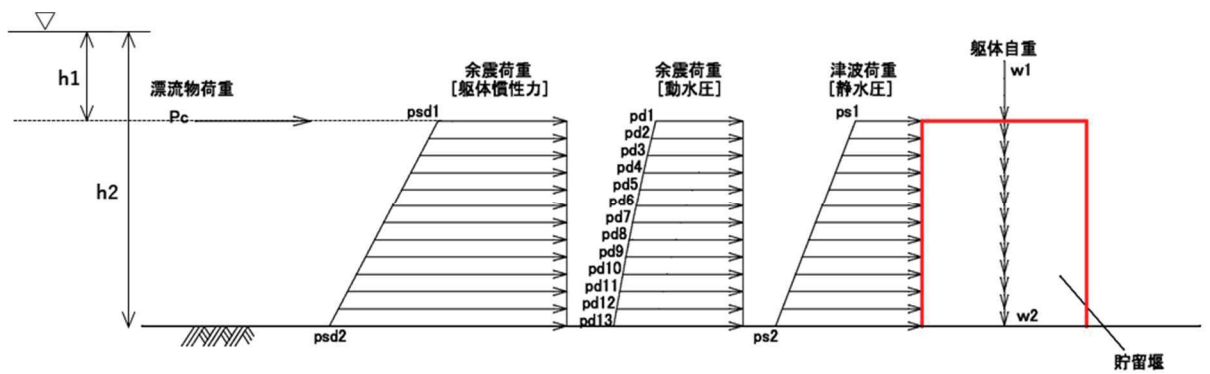 h1
h2
漂流物荷重
Pc
余震荷重
[躯体慣性力]
psd1
psd2
余震荷重
[動水圧]
pd1
pd2
pd3
pd4
pd5
pd6
pd7
pd8
pd9
pd10
pd11
pd12
pd13
津波荷重
[静水圧]
ps1
ps2
躯体自重
w1
w2
貯留堰